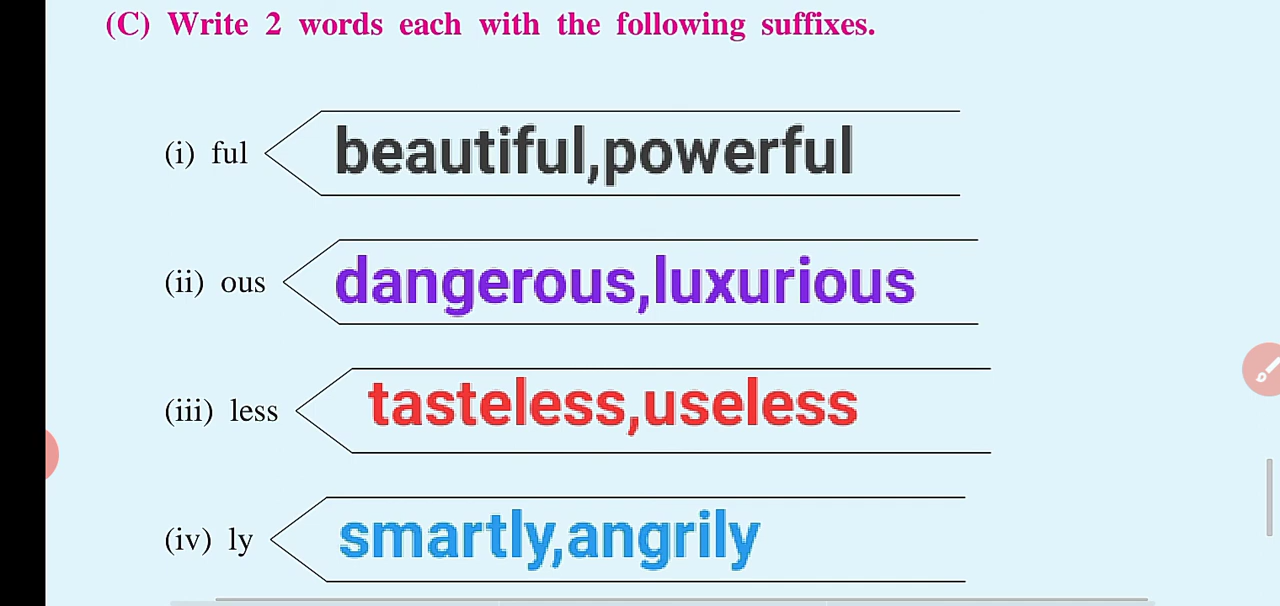 (C) Write 2 words each with the following suffixes.
(i) ful beautiful,powerful
(ii) ous dangerous,luxurious
(iii) less tasteless,useless
(iv) ly smartly,angrily